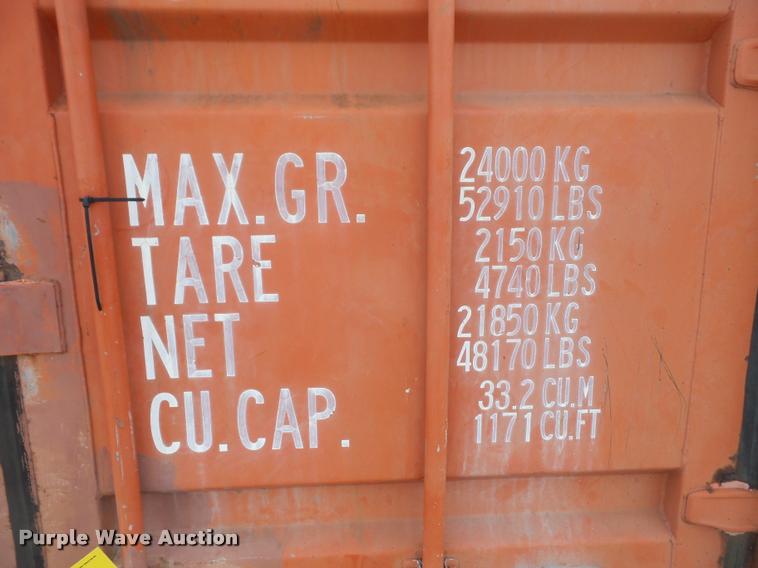 MAX.GR. 24000 KG
52910 LBS
TARE 2150 KG
4740 LBS
NET 21850 KG
48170 LBS
CU.CAP. 33.2 CU.M
1171 CU.FT
Purple Wave Auction